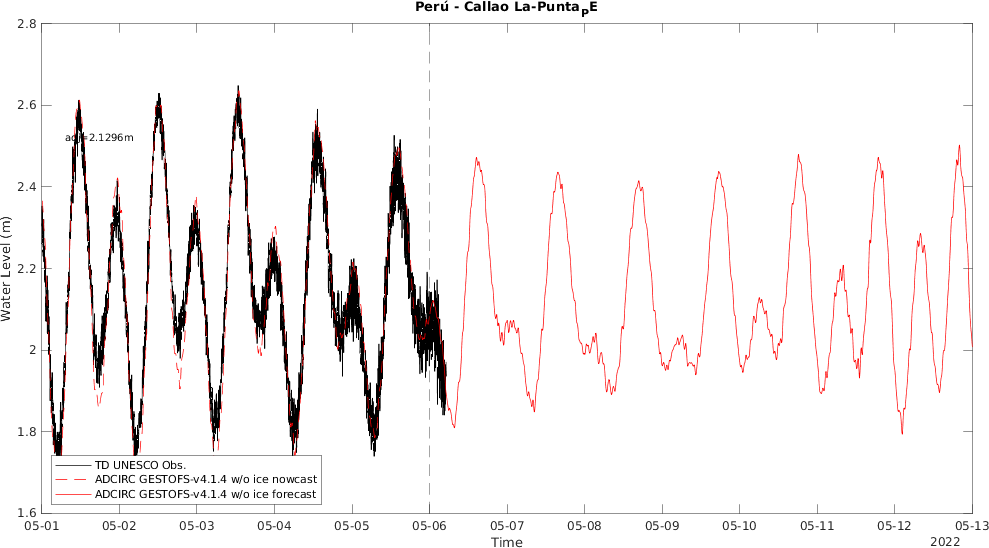 Perú - Callao La-PuntapE
2.8
2.6
2.4
2.2
2
1.8
1.6
Water Level (m)
adj=2.1296m
TD UNESCO Obs.
ADCIRC GESTOFS-v4.1.4 w/o ice nowcast
ADCIRC GESTOFS-v4.1.4 w/o ice forecast
05-01 05-02 05-03 05-04 05-05 05-06 05-07 05-08 05-09 05-10 05-11 05-12 05-13
Time
2022